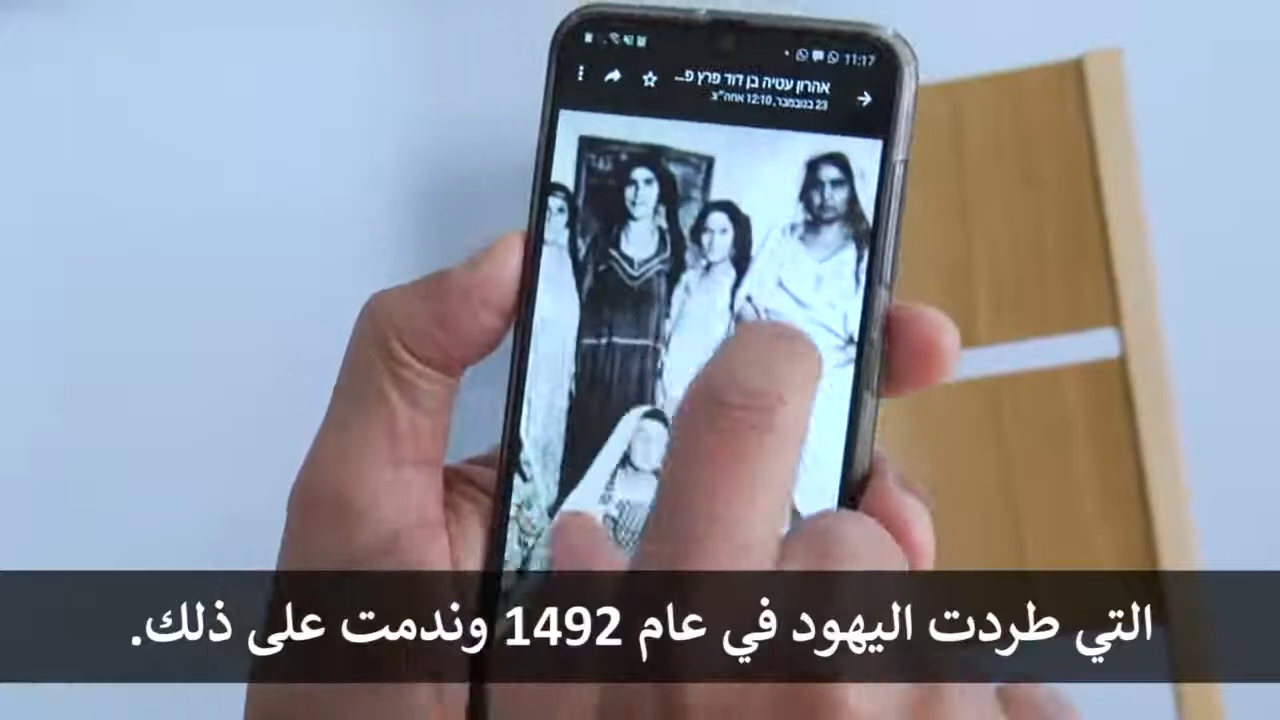 11:17
אהרון עטיה בן דוד פרץ פ...
23 בנובמבר, 12:10 אחה״צ
التي طردت اليهود في عام 1492 وندمت على ذلك.